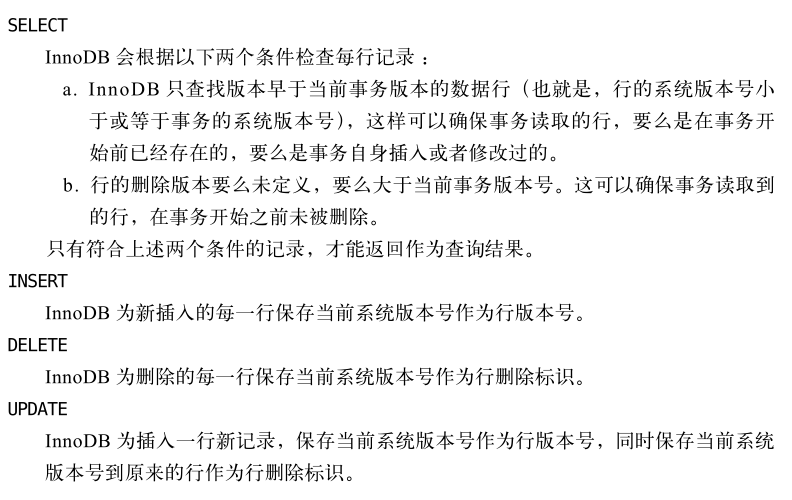 SELECT
InnoDB 会根据以下两个条件检查每行记录：
a. InnoDB 只查找版本早于当前事务版本的数据行（也就是，行的系统版本号小
于或等于事务的系统版本号），这样可以确保事务读取的行，要么是在事务开
始前已经存在的，要么是事务自身插入或者修改过的。
b. 行的删除版本要么未定义，要么大于当前事务版本号。这可以确保事务读取到
的行，在事务开始之前未被删除。
只有符合上述两个条件的记录，才能返回作为查询结果。
INSERT
InnoDB 为新插入的每一行保存当前系统版本号作为行版本号。
DELETE
InnoDB 为删除的每一行保存当前系统版本号作为行删除标识。
UPDATE
InnoDB 为插入一行新记录，保存当前系统版本号作为行版本号，同时保存当前系统
版本号到原来的行作为行删除标识。